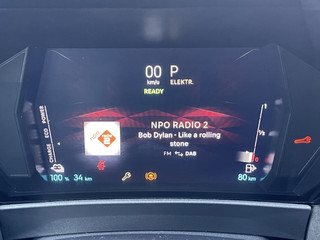 00 P
km/u ELEKTR.
READY
CHARGE ECO POWER
NPO RADIO 2
Bob Dylan - Like a rolling
stone
FM DAB
100 % 34 km
80 km